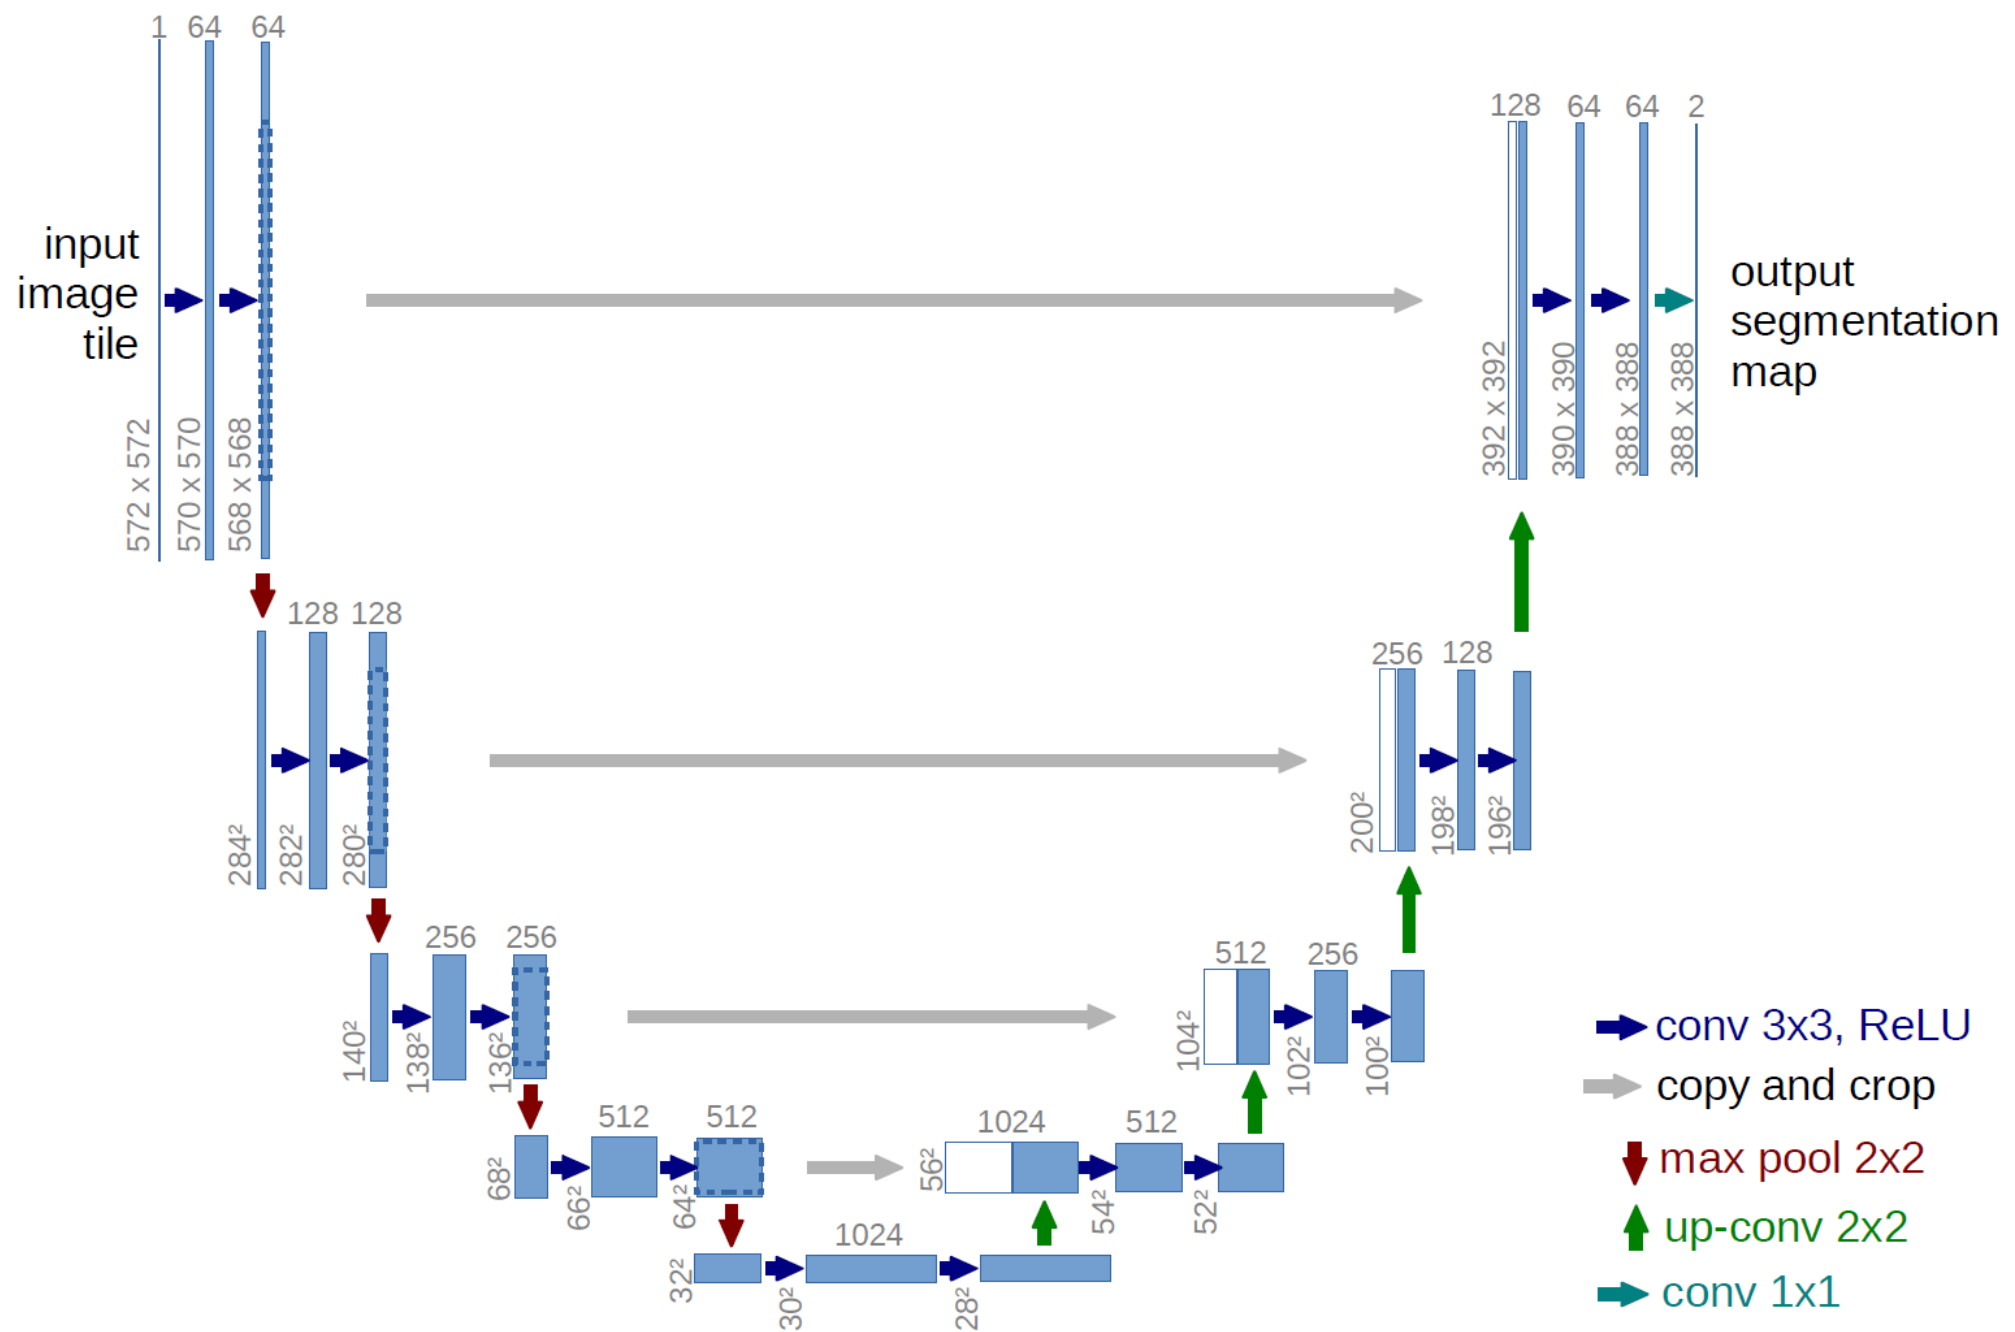 1 64 64
input
image
tile
572 x 572
570 x 570
568 x 568
128 128
284²
282²
280²
256 256
140²
138²
136²
512 512
68²
66²
64²
1024
32²
30²
28²
1024 512
56²
54²
52²
512 256
104²
102²
100²
256 128
200²
198²
196²
128 64 64 2
392 x 392
390 x 390
388 x 388
388 x 388
output
segmentation
map
conv 3x3, ReLU
copy and crop
max pool 2x2
up-conv 2x2
conv 1x1